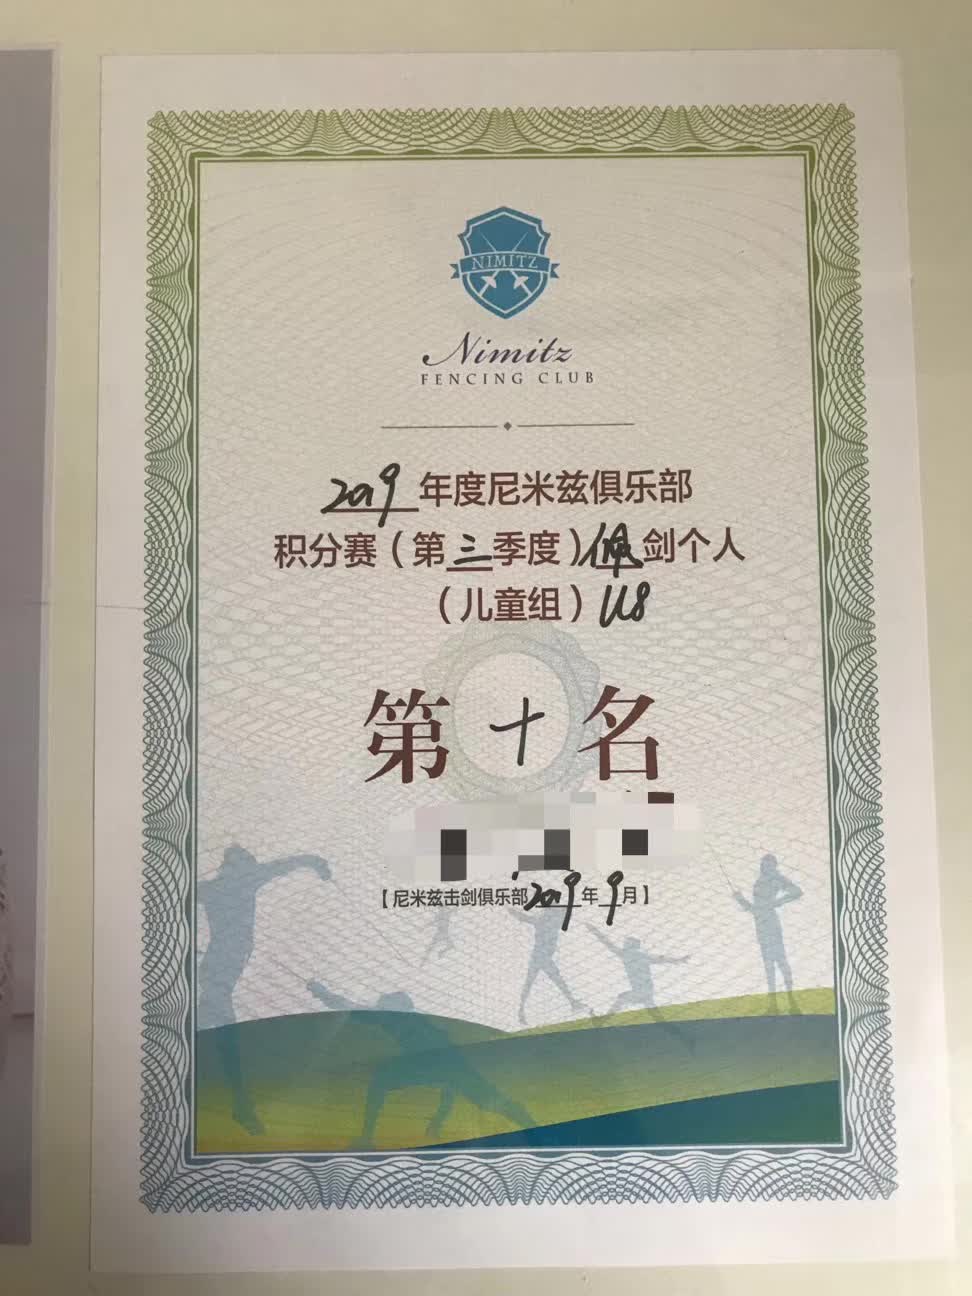 NIMITZ
Nimitz
FENCING CLUB
2019年度尼米兹俱乐部
积分赛（第三季度）佩剑个人
（儿童组）U8
第十名
【尼米兹击剑俱乐部2019年9月】